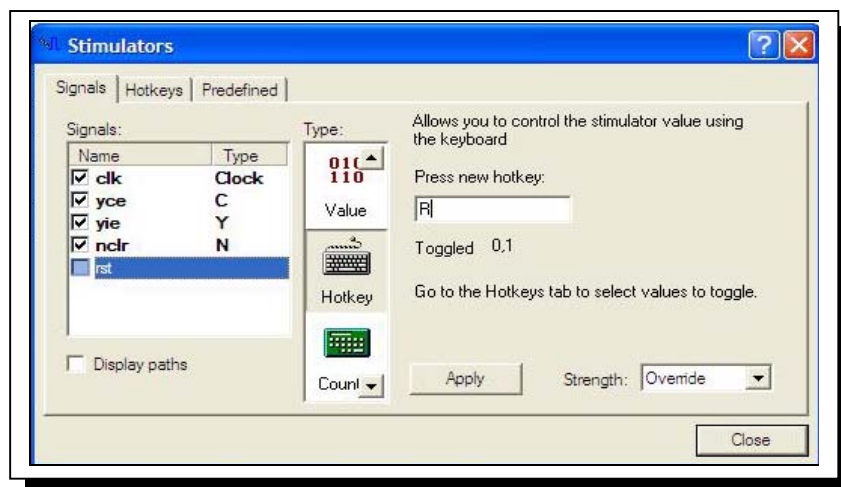 Stimulators
Signals Hotkeys Predefined
Signals:
Name Type
clk Clock
yce C
yie Y
nclr N
rst
Display paths
Type:
010
110
Value
Hotkey
Count
Allows you to control the stimulator value using
the keyboard
Press new hotkey:
R
Toggled 0,1
Go to the Hotkeys tab to select values to toggle.
Apply
Strength: Override
Close